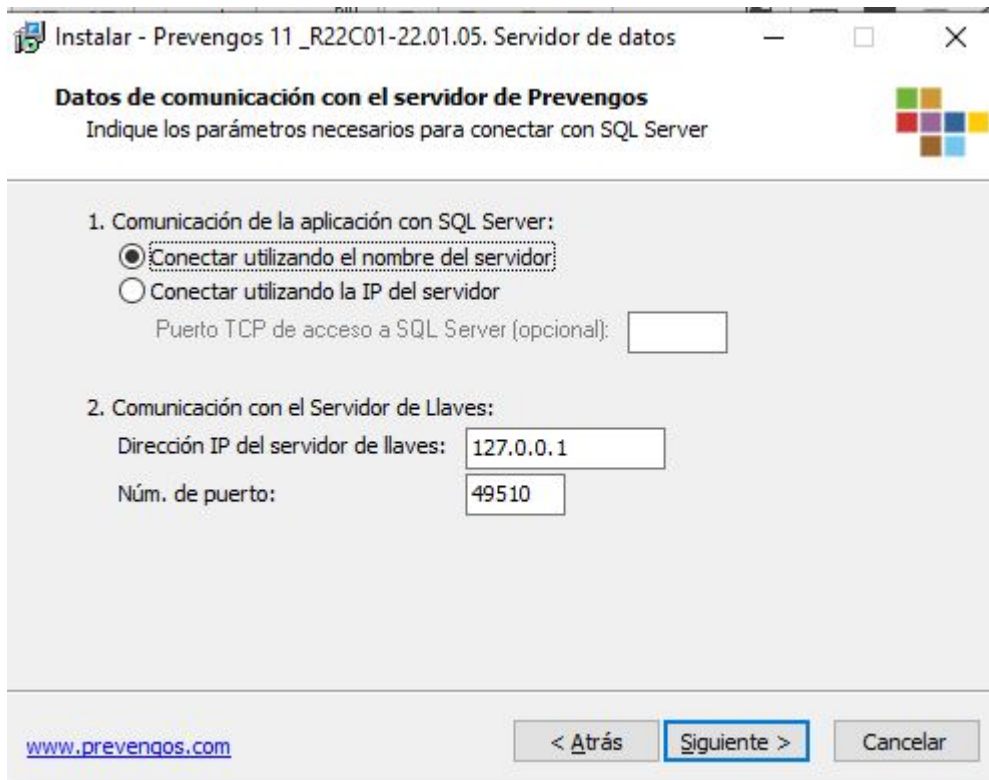 Instalar - Prevengos 11 _R22C01-22.01.05. Servidor de datos
Datos de comunicación con el servidor de Prevengos
Indique los parámetros necesarios para conectar con SQL Server
1. Comunicación de la aplicación con SQL Server:
Conectar utilizando el nombre del servidor
Conectar utilizando la IP del servidor
Puerto TCP de acceso a SQL Server (opcional):
2. Comunicación con el Servidor de Llaves:
Dirección IP del servidor de llaves: 127.0.0.1
Núm. de puerto: 49510
www.prevengos.com < Atrás Siguiente > Cancelar